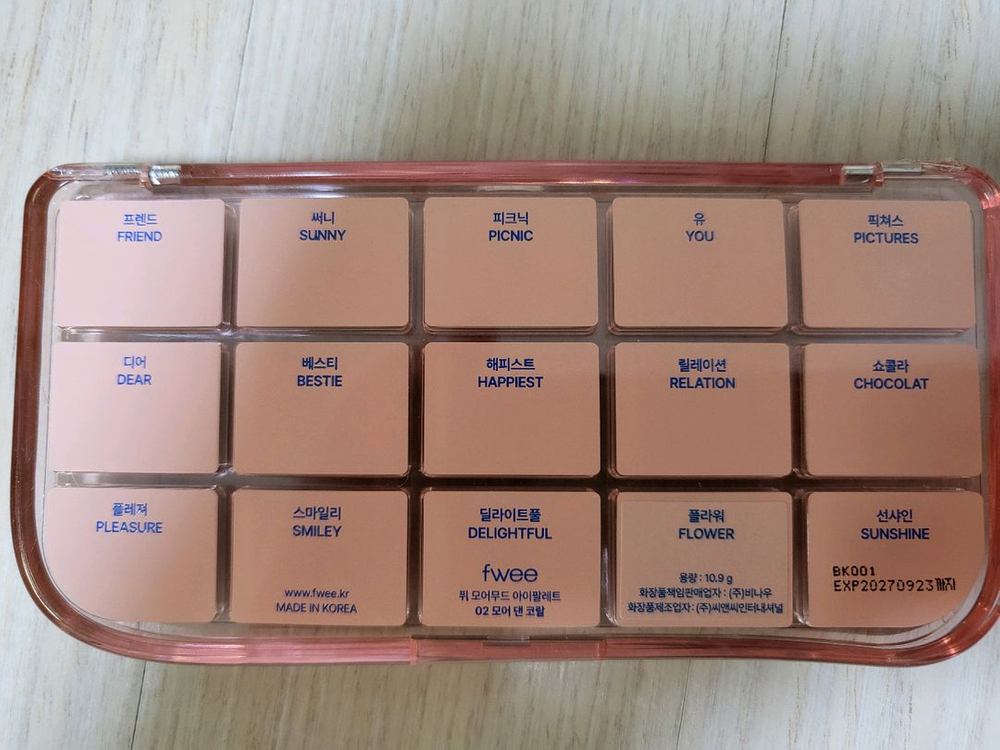 프렌드
FRIEND
써니
SUNNY
피크닉
PICNIC
유
YOU
픽쳐스
PICTURES
디어
DEAR
베스티
BESTIE
해피스트
HAPPIEST
릴레이션
RELATION
쇼콜라
CHOCOLAT
플레져
PLEASURE
스마일리
SMILEY
www.fwee.kr
MADE IN KOREA
딜라이트풀
DELIGHTFUL
fwee
퓌 모어무드 아이팔레트
02 모어 댄 코랄
플라워
FLOWER
용량 : 10.9 g
화장품책임판매업자 : (주)비나우
화장품제조업자 : (주)씨앤씨인터내셔널
선샤인
SUNSHINE
BK001
EXP20270923까지